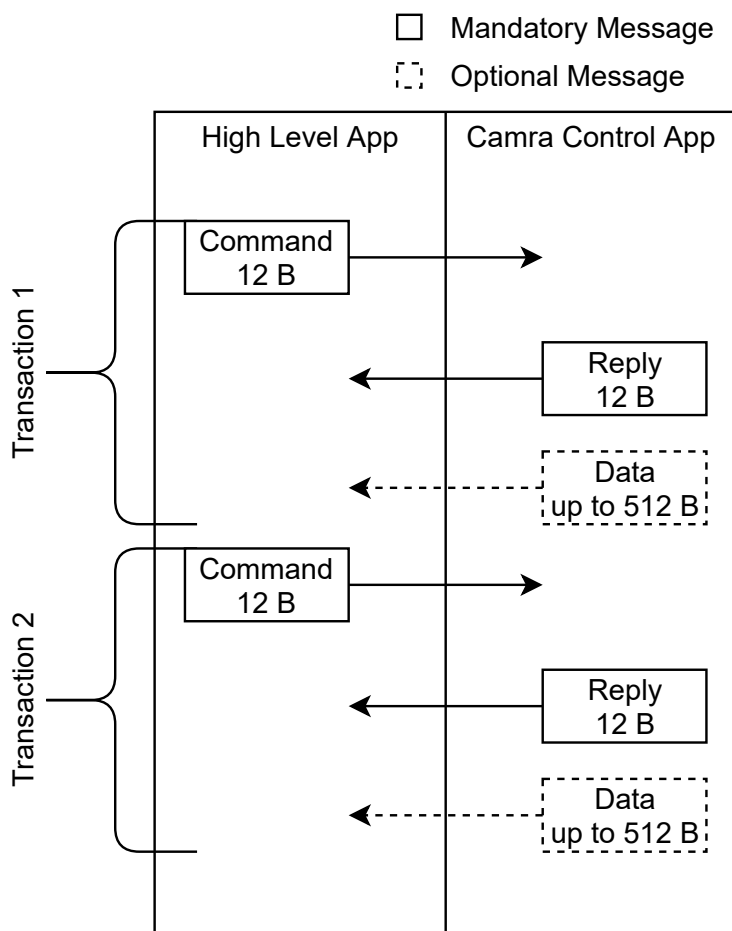 Mandatory Message
Optional Message
High Level App
Camra Control App
Transaction 1
Command
12 B
Reply
12 B
Data
up to 512 B
Transaction 2
Command
12 B
Reply
12 B
Data
up to 512 B